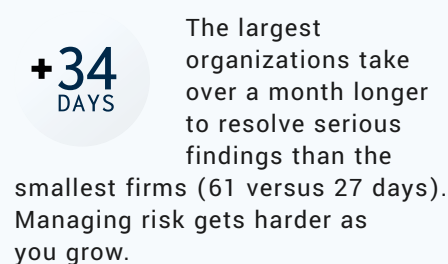 +34
DAYS
The largest
organizations take
over a month longer
to resolve serious
findings than the
smallest firms (61 versus 27 days).
Managing risk gets harder as
you grow.